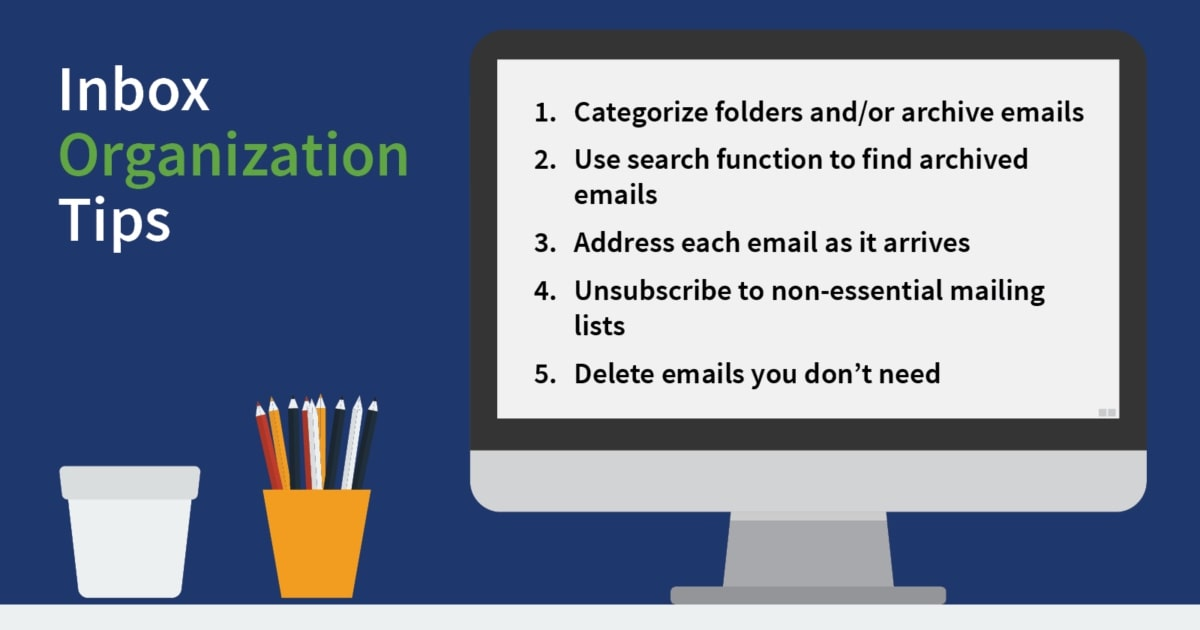 Inbox
Organization
Tips
1. Categorize folders and/or archive emails
2. Use search function to find archived
emails
3. Address each email as it arrives
4. Unsubscribe to non-essential mailing
lists
5. Delete emails you don’t need